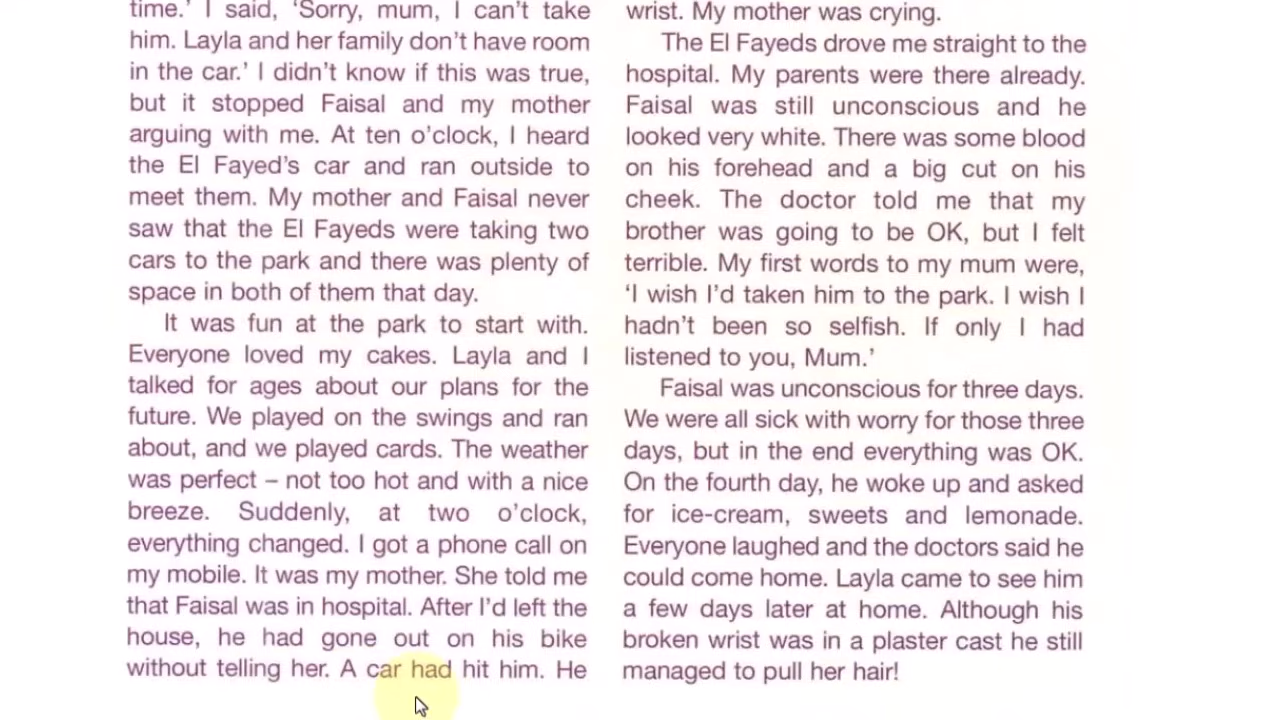 time.’ I said, ‘Sorry, mum, I can’t take
him. Layla and her family don’t have room
in the car.’ I didn’t know if this was true,
but it stopped Faisal and my mother
arguing with me. At ten o’clock, I heard
the El Fayed’s car and ran outside to
meet them. My mother and Faisal never
saw that the El Fayeds were taking two
cars to the park and there was plenty of
space in both of them that day.
It was fun at the park to start with.
Everyone loved my cakes. Layla and I
talked for ages about our plans for the
future. We played on the swings and ran
about, and we played cards. The weather
was perfect – not too hot and with a nice
breeze. Suddenly, at two o’clock,
everything changed. I got a phone call on
my mobile. It was my mother. She told me
that Faisal was in hospital. After I’d left the
house, he had gone out on his bike
without telling her. A car had hit him. He
wrist. My mother was crying.
The El Fayeds drove me straight to the
hospital. My parents were there already.
Faisal was still unconscious and he
looked very white. There was some blood
on his forehead and a big cut on his
cheek. The doctor told me that my
brother was going to be OK, but I felt
terrible. My first words to my mum were,
‘I wish I’d taken him to the park. I wish I
hadn’t been so selfish. If only I had
listened to you, Mum.’
Faisal was unconscious for three days.
We were all sick with worry for those three
days, but in the end everything was OK.
On the fourth day, he woke up and asked
for ice-cream, sweets and lemonade.
Everyone laughed and the doctors said he
could come home. Layla came to see him
a few days later at home. Although his
broken wrist was in a plaster cast he still
managed to pull her hair!